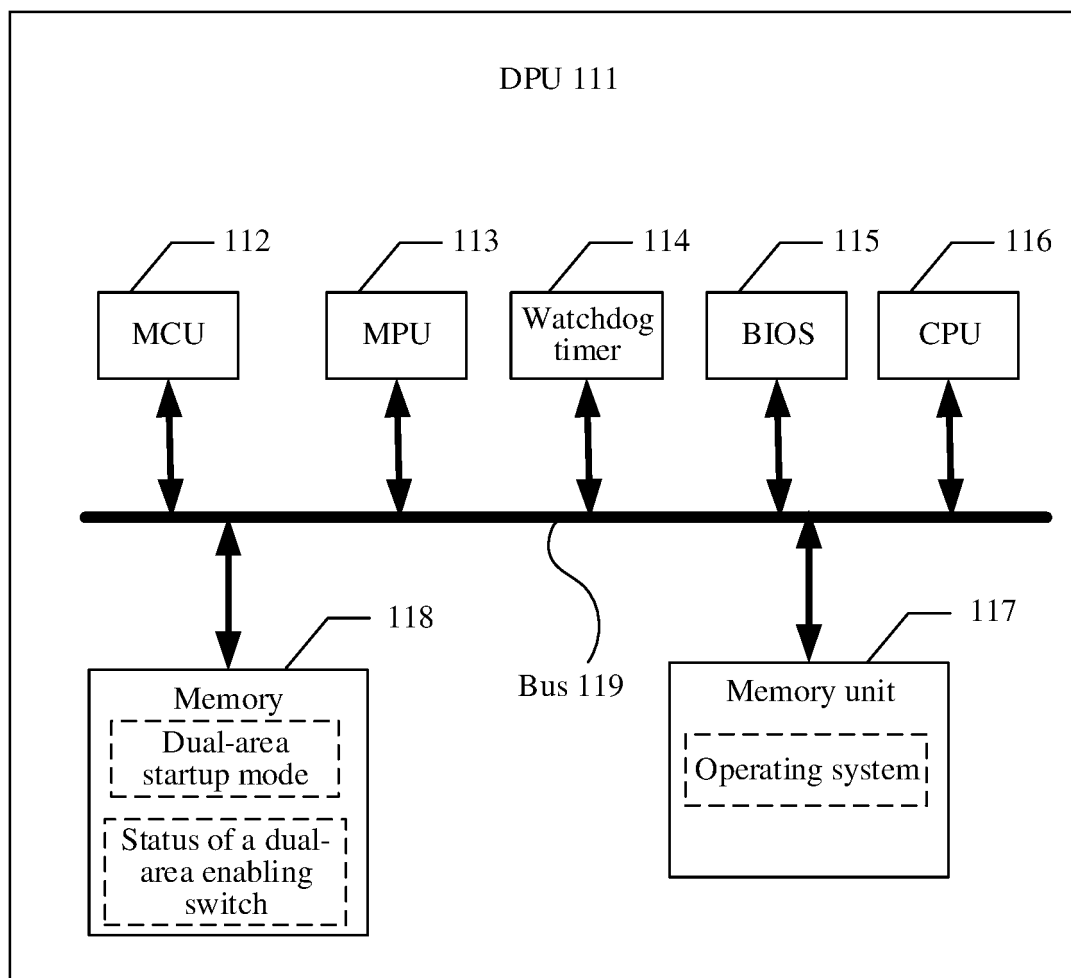 DPU 111
112
113
114
115
116
MCU
MPU
Watchdog
timer
BIOS
CPU
118
117
Bus 119
Memory
Dual-area
startup mode
Status of a dual-
area enabling
switch
Memory unit
Operating system